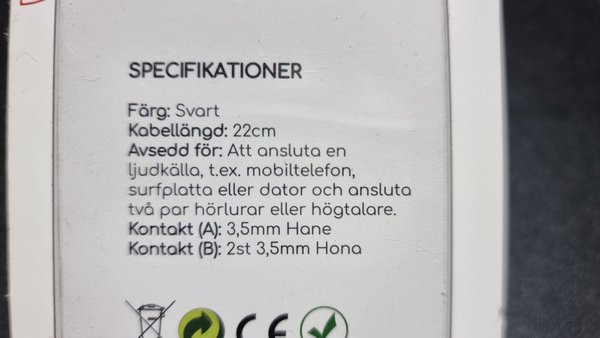 SPECIFIKATIONER
Färg: Svart
Kabellängd: 22cm
Avsedd för: Att ansluta en
ljudkälla, t.ex. mobiltelefon,
surfplatta eller dator och ansluta
två par hörlurar eller högtalare.
Kontakt (A): 3,5mm Hane
Kontakt (B): 2st 3,5mm Hona
CE